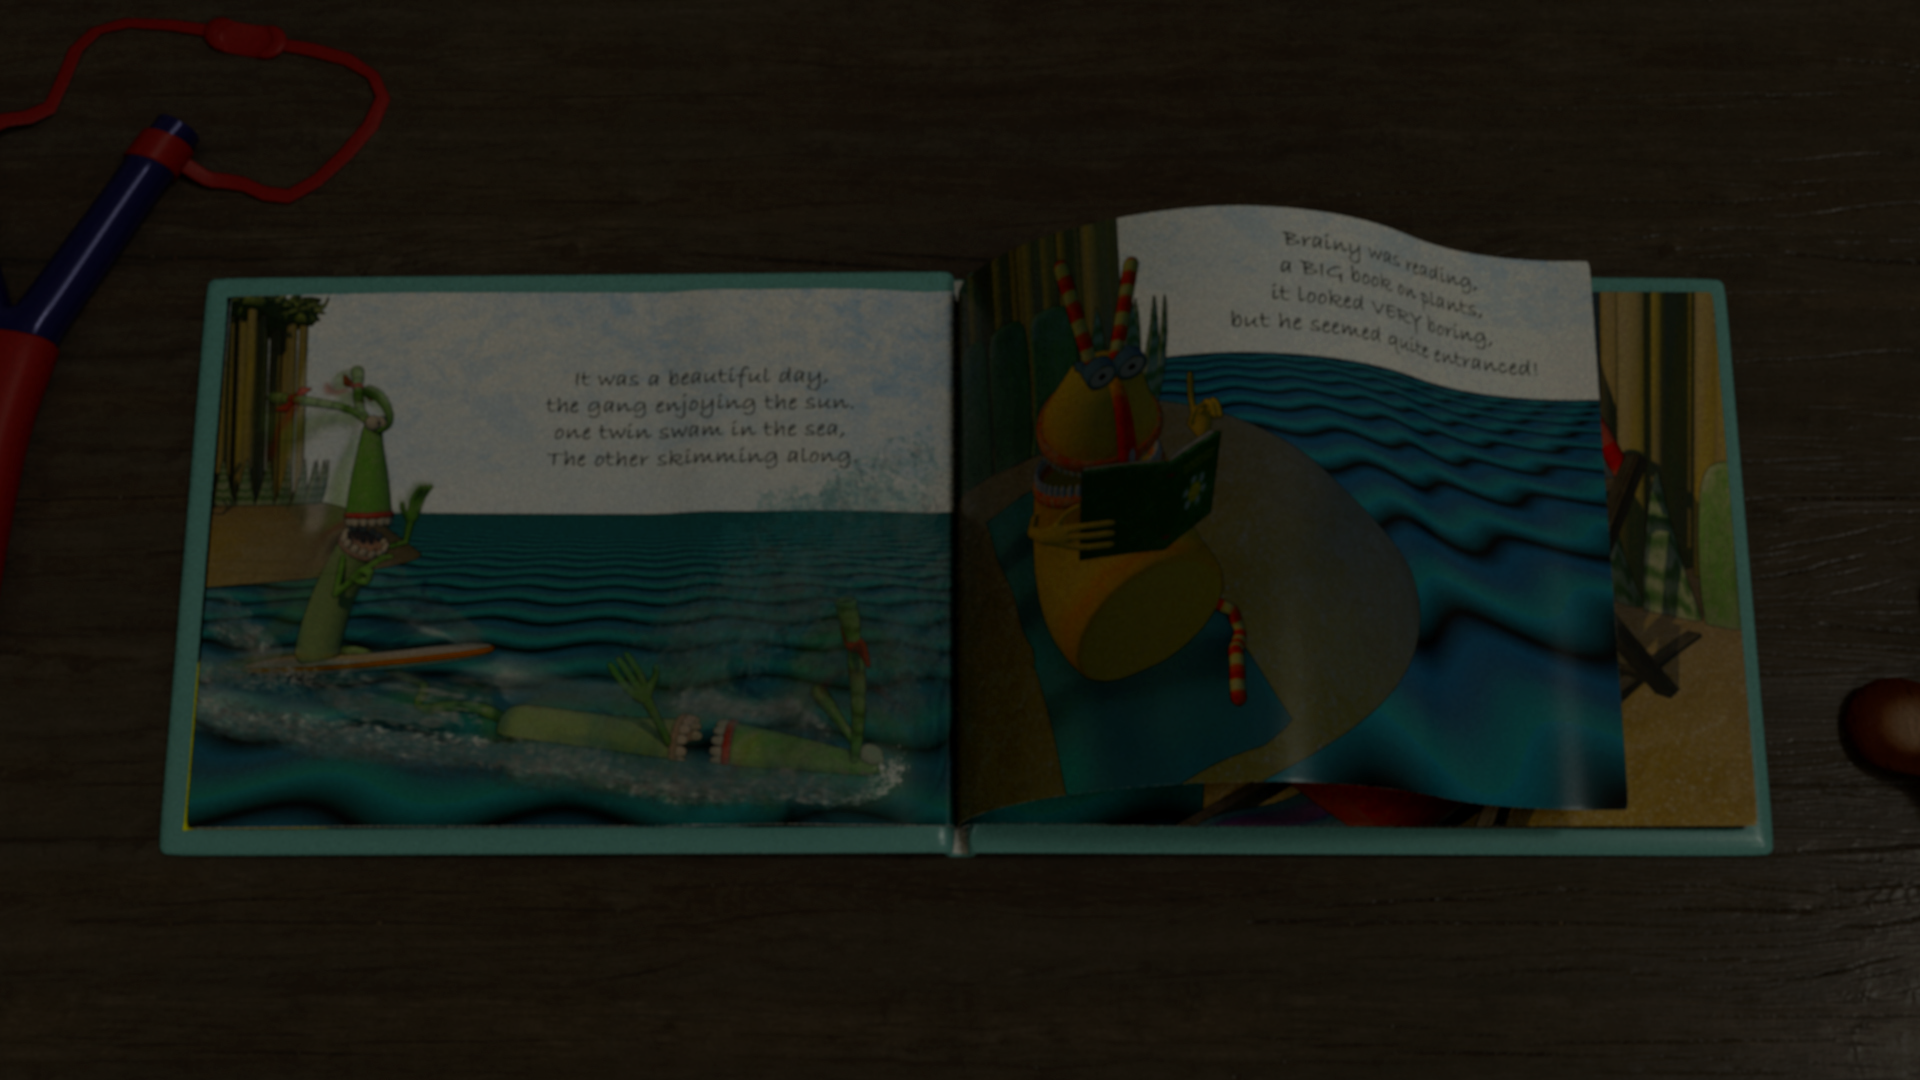 It was a beautiful day,
the gang enjoying the sun.
one twin swam in the sea,
The other skimming along.
Brainy was reading,
a BIG book on plants,
it looked VERY boring,
but he seemed quite entranced!